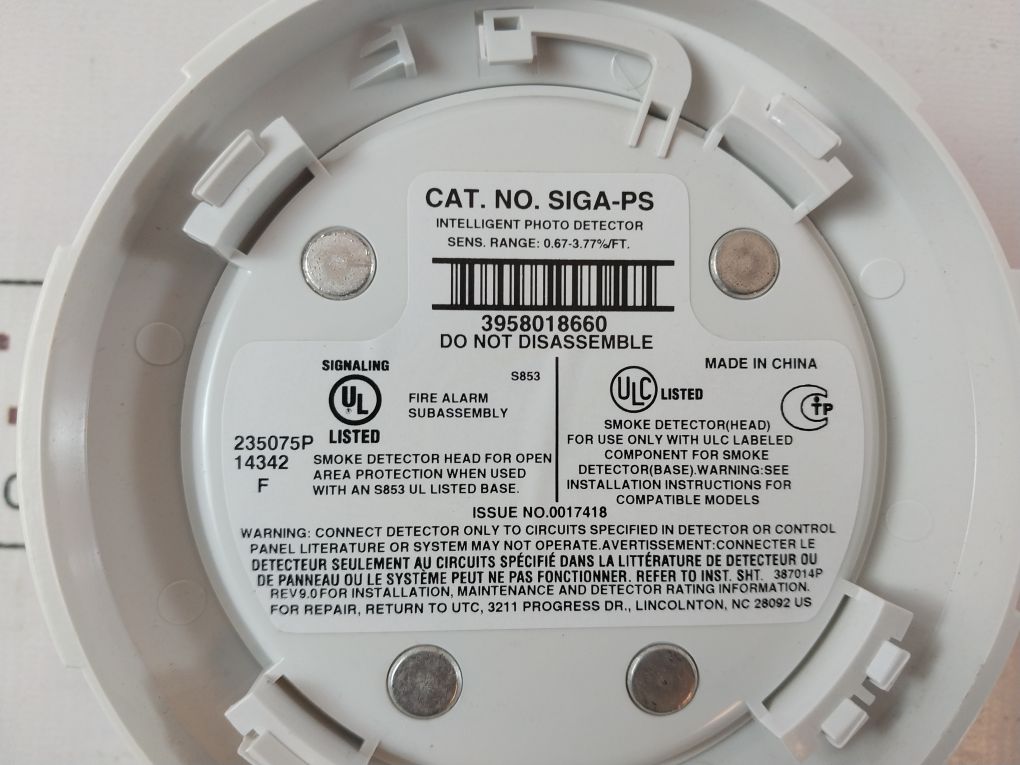 CAT. NO. SIGA-PS
INTELLIGENT PHOTO DETECTOR
SENS. RANGE: 0.67-3.77%/FT.
3958018660
DO NOT DISASSEMBLE
SIGNALING
UL
LISTED
S853
FIRE ALARM
SUBASSEMBLY
235075P
14342
F
SMOKE DETECTOR HEAD FOR OPEN
AREA PROTECTION WHEN USED
WITH AN S853 UL LISTED BASE.
MADE IN CHINA
ULC LISTED
CTP
SMOKE DETECTOR(HEAD)
FOR USE ONLY WITH ULC LABELED
COMPONENT FOR SMOKE
DETECTOR(BASE).WARNING:SEE
INSTALLATION INSTRUCTIONS FOR
COMPATIBLE MODELS
ISSUE NO.0017418
WARNING: CONNECT DETECTOR ONLY TO CIRCUITS SPECIFIED IN DETECTOR OR CONTROL
PANEL LITERATURE OR SYSTEM MAY NOT OPERATE.AVERTISSEMENT:CONNECTER LE
DETECTEUR SEULEMENT AU CIRCUITS SPÉCIFIÉ DANS LA LITTÉRATURE DE DETECTEUR OU
DE PANNEAU OU LE SYSTÈME PEUT NE PAS FONCTIONNER. REFER TO INST. SHT. 387014P
REV9.0FOR INSTALLATION, MAINTENANCE AND DETECTOR RATING INFORMATION.
FOR REPAIR, RETURN TO UTC, 3211 PROGRESS DR., LINCOLNTON, NC 28092 US